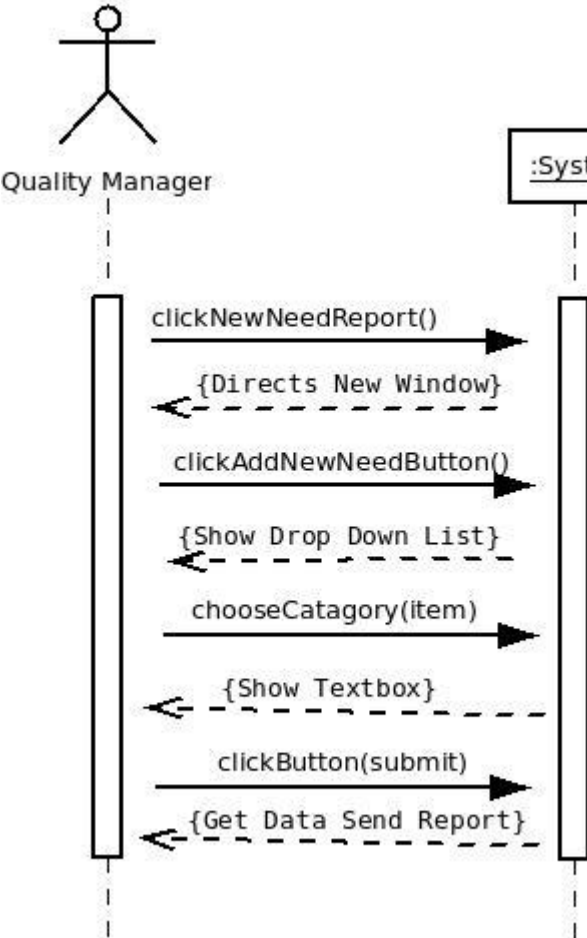 Quality Manager
:Syst
clickNewNeedReport()
{Directs New Window}
clickAddNewNeedButton()
{Show Drop Down List}
chooseCatagory(item)
{Show Textbox}
clickButton(submit)
{Get Data Send Report}